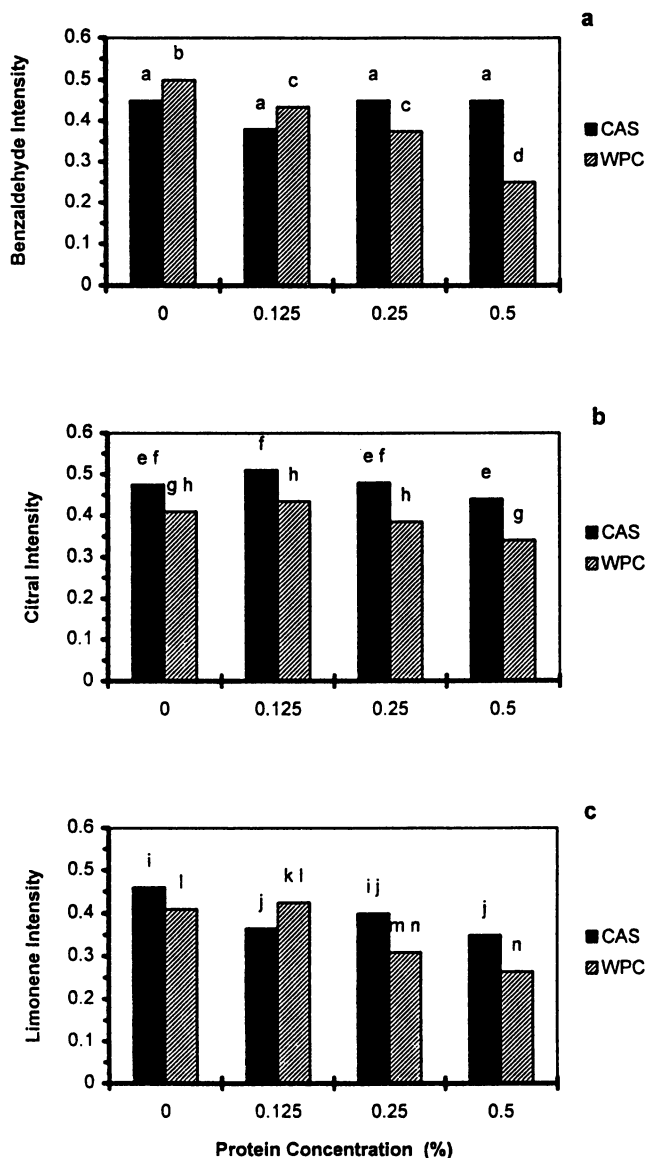 a
Benzaldehyde Intensity
0.6
0.5
0.4
0.3
0.2
0.1
0
a
b
a
c
a
c
a
d
0
0.125
0.25
0.5
CAS
WPC
b
Citral Intensity
0.6
0.5
0.4
0.3
0.2
0.1
0
e f
g h
f
h
e f
h
e
g
0
0.125
0.25
0.5
CAS
WPC
c
Limonene Intensity
0.6
0.5
0.4
0.3
0.2
0.1
0
i
l
j
k l
i j
m n
j
n
0
0.125
0.25
0.5
CAS
WPC
Protein Concentration (%)